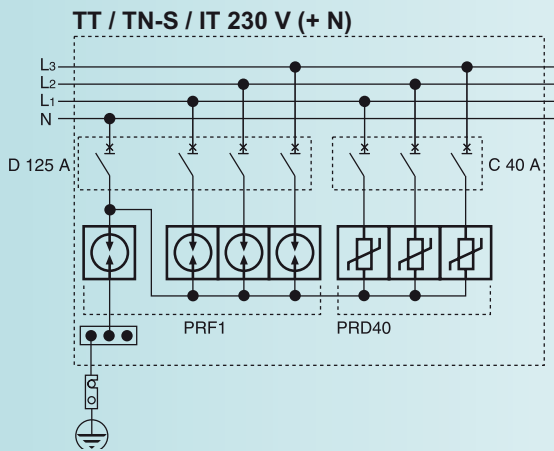 TT / TN-S / IT 230 V (+ N)
L3
L2
L1
N
D 125 A
C 40 A
PRF1
PRD40